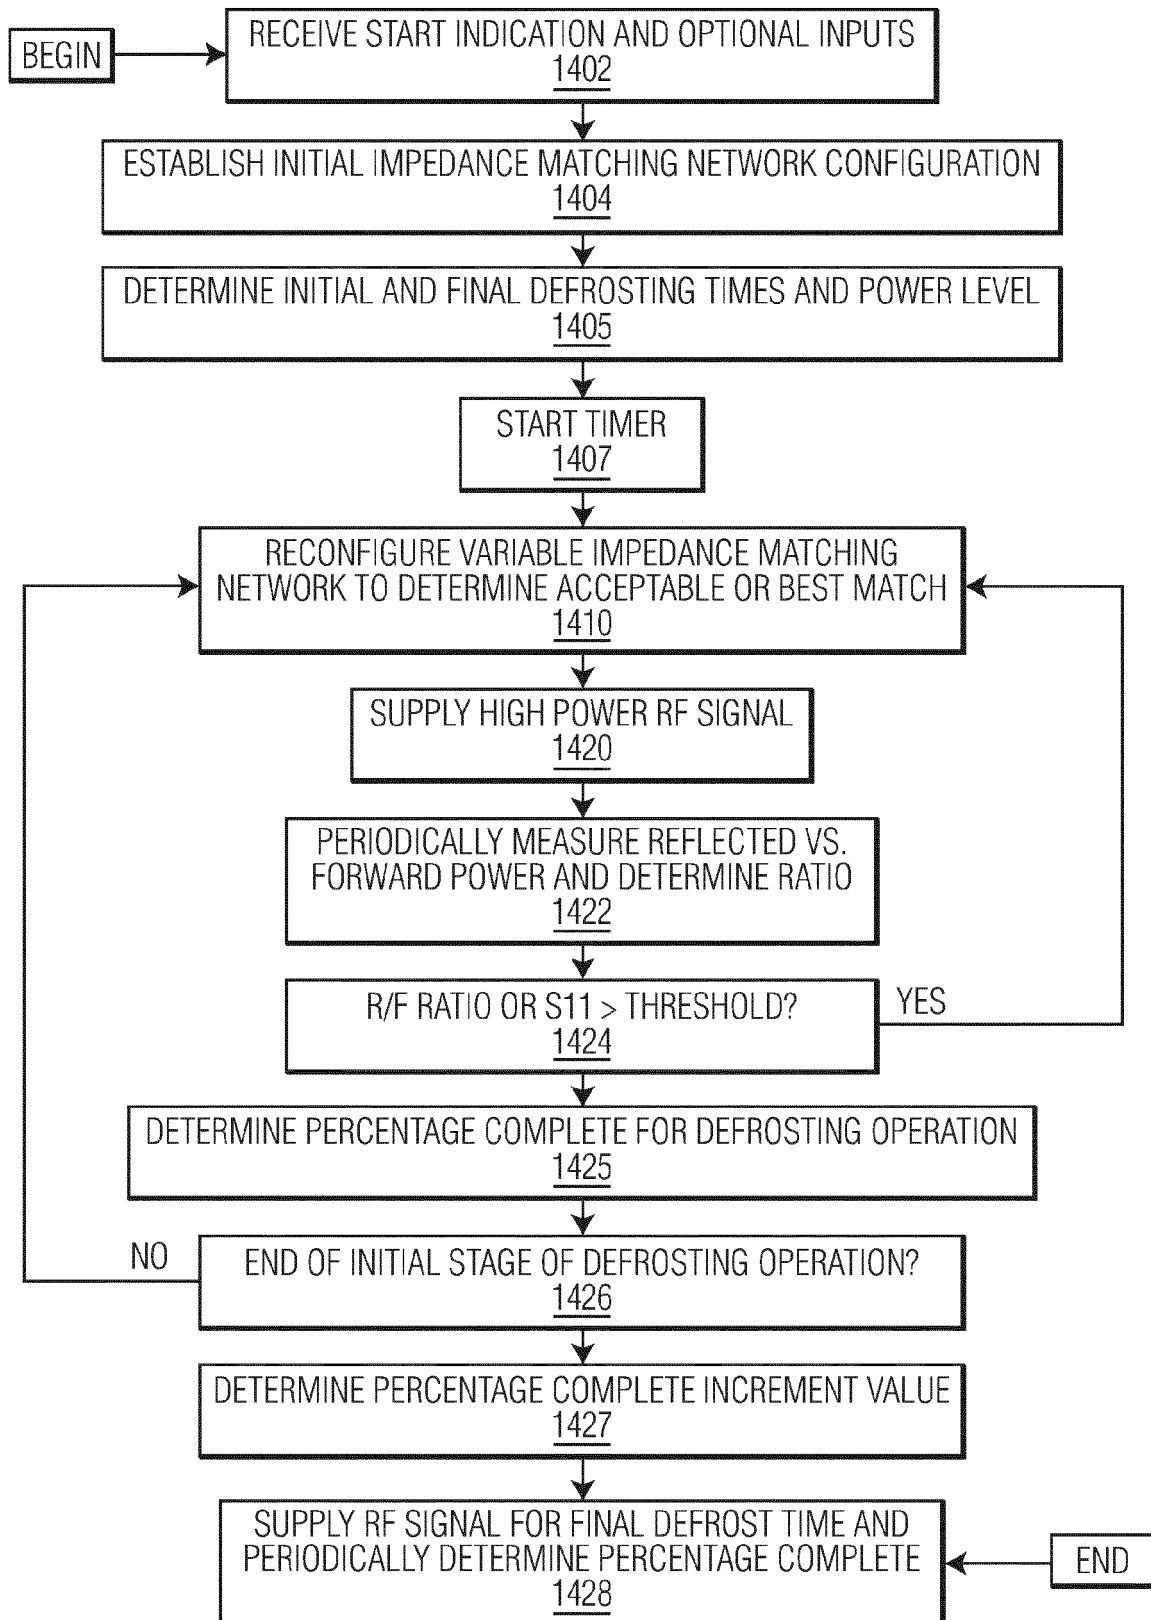 BEGIN
RECEIVE START INDICATION AND OPTIONAL INPUTS
1402
ESTABLISH INITIAL IMPEDANCE MATCHING NETWORK CONFIGURATION
1404
DETERMINE INITIAL AND FINAL DEFROSTING TIMES AND POWER LEVEL
1405
START TIMER
1407
RECONFIGURE VARIABLE IMPEDANCE MATCHING
NETWORK TO DETERMINE ACCEPTABLE OR BEST MATCH
1410
SUPPLY HIGH POWER RF SIGNAL
1420
PERIODICALLY MEASURE REFLECTED VS.
FORWARD POWER AND DETERMINE RATIO
1422
R/F RATIO OR S11 > THRESHOLD?
1424
YES
DETERMINE PERCENTAGE COMPLETE FOR DEFROSTING OPERATION
1425
NO
END OF INITIAL STAGE OF DEFROSTING OPERATION?
1426
DETERMINE PERCENTAGE COMPLETE INCREMENT VALUE
1427
SUPPLY RF SIGNAL FOR FINAL DEFROST TIME AND
PERIODICALLY DETERMINE PERCENTAGE COMPLETE
1428
END